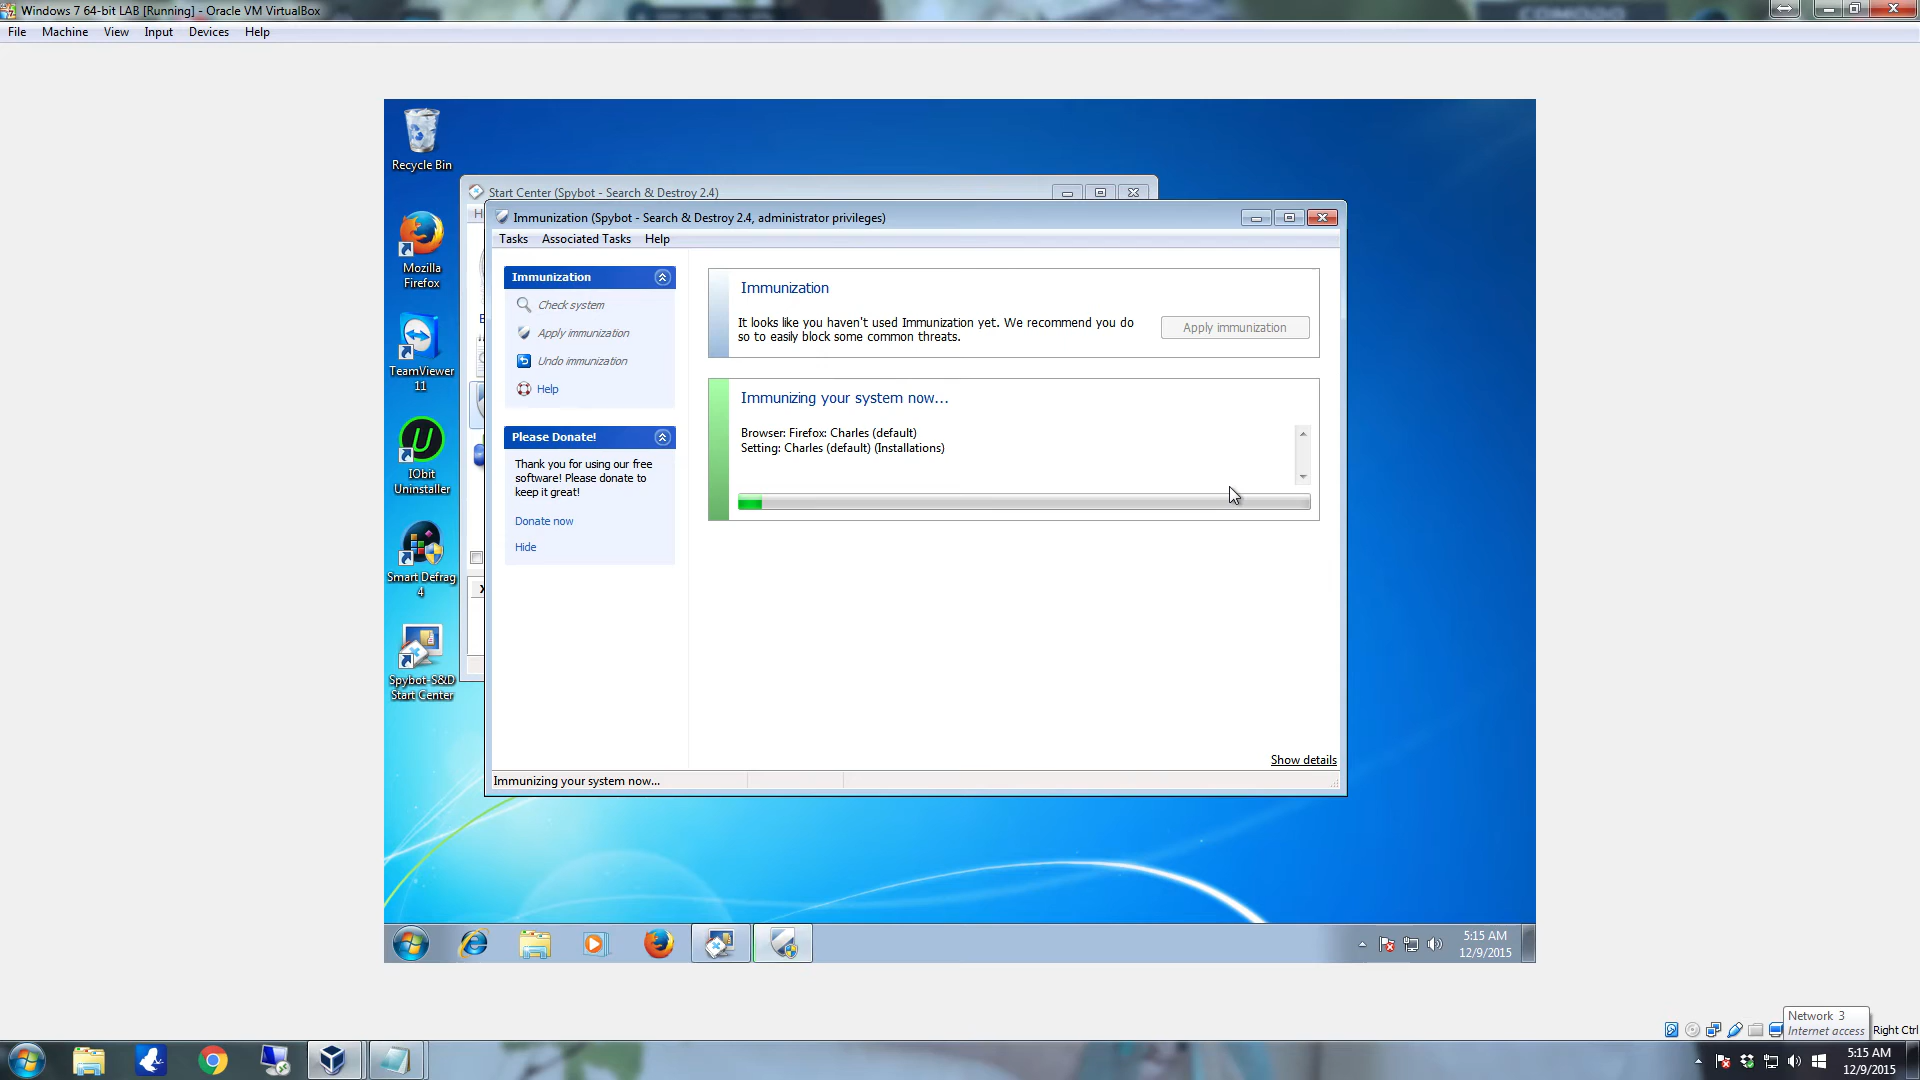 Windows 7 64-bit LAB [Running] - Oracle VM VirtualBox
File Machine View Input Devices Help
Recycle Bin
Mozilla
Firefox
TeamViewer
11
IObit
Uninstaller
Smart Defrag
4
Spybot-S&D
Start Center
Start Center (Spybot - Search & Destroy 2.4)
Immunization (Spybot - Search & Destroy 2.4, administrator privileges)
Tasks Associated Tasks Help
Immunization
Check system
Apply immunization
Undo immunization
Help
Please Donate!
Thank you for using our free
software! Please donate to
keep it great!
Donate now
Hide
Immunization
It looks like you haven't used Immunization yet. We recommend you do
so to easily block some common threats.
Apply immunization
Immunizing your system now...
Browser: Firefox: Charles (default)
Setting: Charles (default) (Installations)
Show details
Immunizing your system now...
5:15 AM
12/9/2015
Network 3
Internet access
Right Ctrl
5:15 AM
12/9/2015